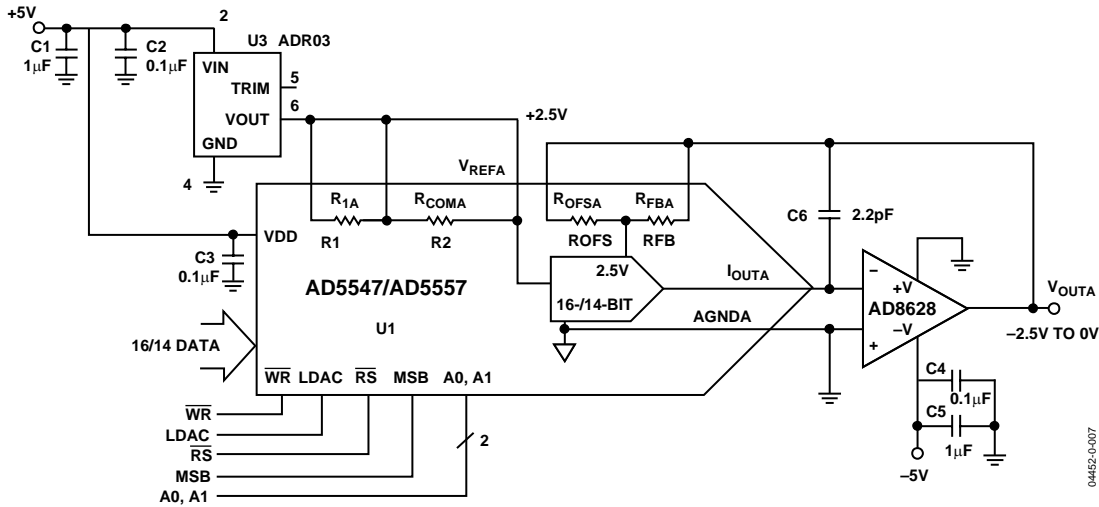 +5V
2
U3 ADR03
C1
1μF
C2
0.1μF
VIN
TRIM
5
VOUT
6
GND
4
+2.5V
VREFA
R1A
RCOMA
ROFSA
RFBA
R1
R2
ROFS
RFB
C6
2.2pF
VDD
C3
0.1μF
2.5V
16-/14-BIT
IOUTA
AD5547/AD5557
U1
AGNDA
–
+V
AD8628
–V
+
VOUTA
–2.5V TO 0V
16/14 DATA
WR LDAC RS MSB A0, A1
C4
0.1μF
C5
1μF
–5V
WR
LDAC
RS
MSB
A0, A1
2
04452-0-007